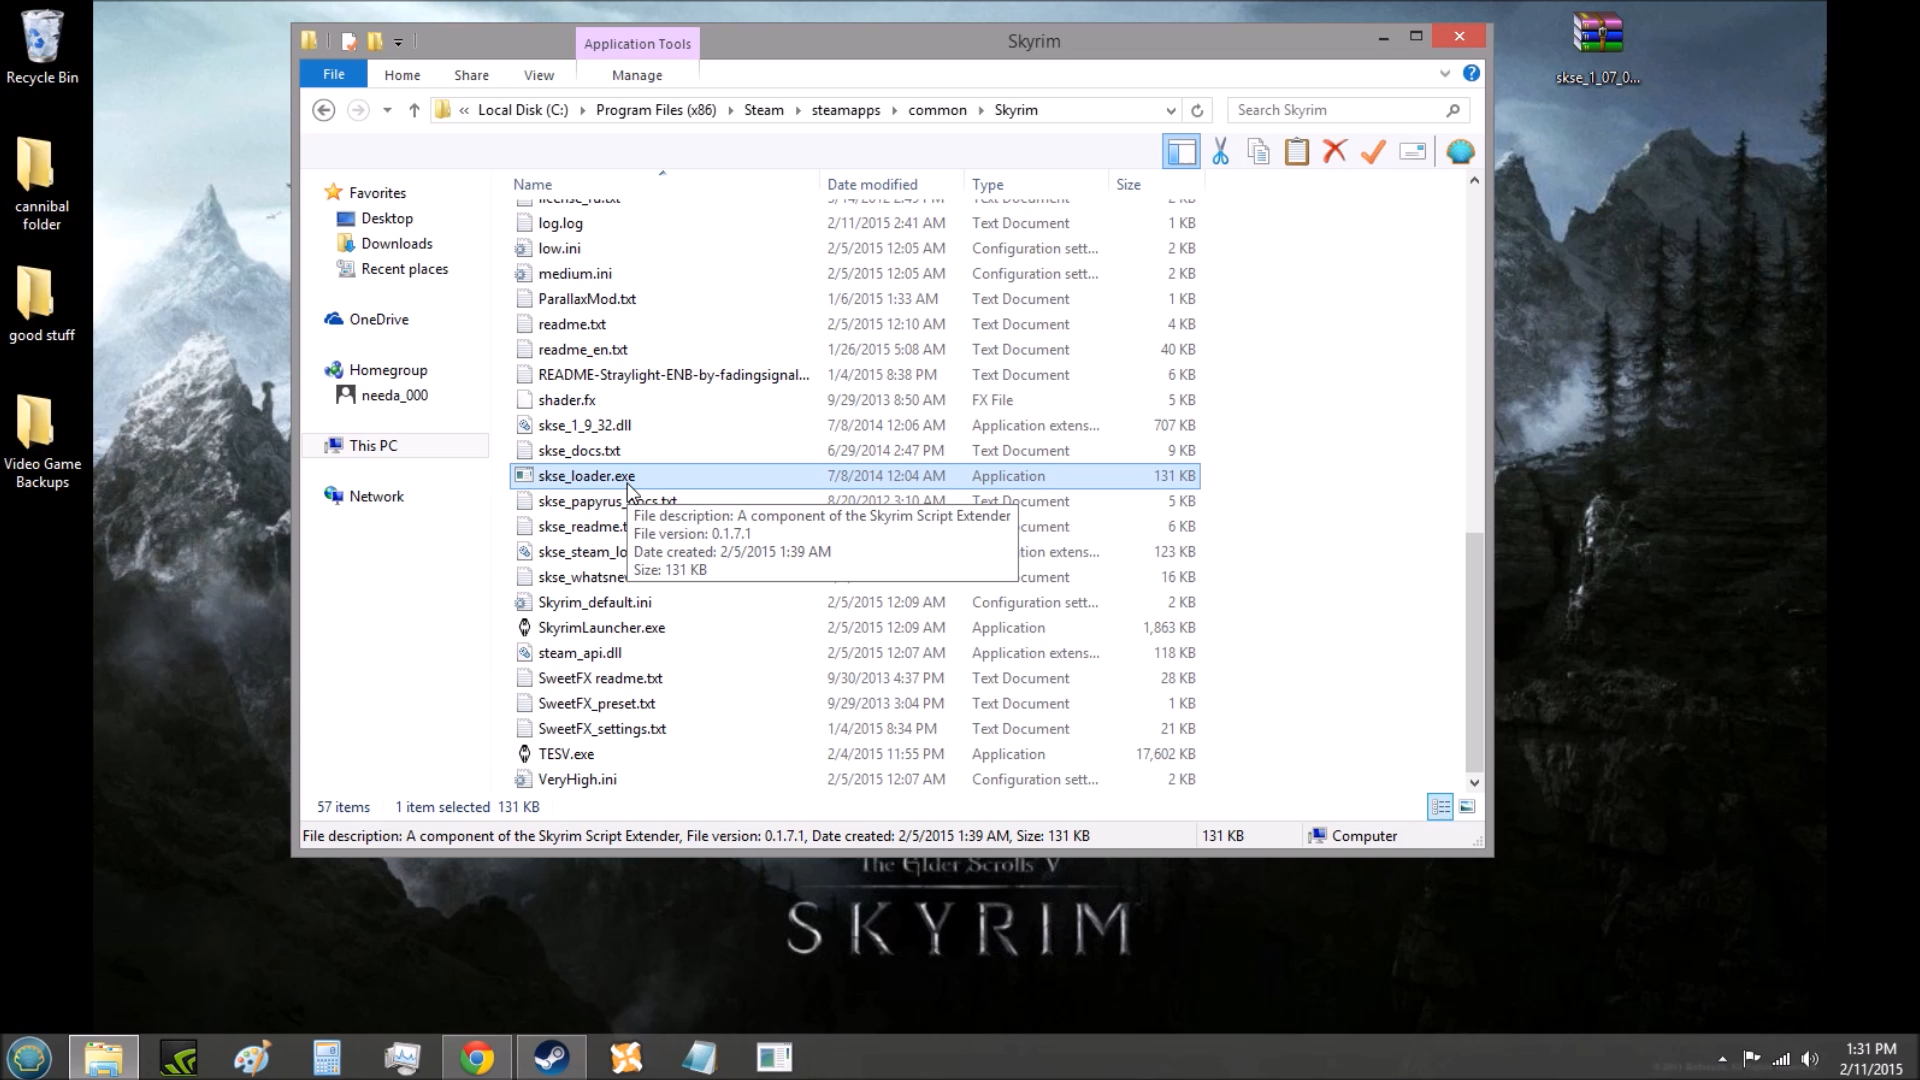 Recycle Bin
cannibal
folder
good stuff
Video Game
Backups
skse_1_07_0...
Application Tools
Skyrim
File Home Share View Manage
« Local Disk (C:) Program Files (x86) Steam steamapps common Skyrim
Search Skyrim
Favorites
Desktop
Downloads
Recent places
OneDrive
Homegroup
needa_000
This PC
Network
Name Date modified Type Size
log.log 2/11/2015 2:41 AM Text Document 1 KB
low.ini 2/5/2015 12:05 AM Configuration sett... 2 KB
medium.ini 2/5/2015 12:05 AM Configuration sett... 2 KB
ParallaxMod.txt 1/6/2015 1:33 AM Text Document 1 KB
readme.txt 2/5/2015 12:10 AM Text Document 4 KB
readme_en.txt 1/26/2015 5:08 AM Text Document 40 KB
README-Straylight-ENB-by-fadingsignal... 1/4/2015 8:38 PM Text Document 6 KB
shader.fx 9/29/2013 8:50 AM FX File 5 KB
skse_1_9_32.dll 7/8/2014 12:06 AM Application extens... 707 KB
skse_docs.txt 6/29/2014 2:47 PM Text Document 9 KB
skse_loader.exe 7/8/2014 12:04 AM Application 131 KB
skse_papyrus_ 8/20/2012 3:10 AM Text Document 5 KB
skse_readme.t cument 6 KB
skse_steam_lo tion extens... 123 KB
skse_whatsne cument 16 KB
File description: A component of the Skyrim Script Extender
File version: 0.1.7.1
Date created: 2/5/2015 1:39 AM
Size: 131 KB
Skyrim_default.ini 2/5/2015 12:09 AM Configuration sett... 2 KB
SkyrimLauncher.exe 2/5/2015 12:09 AM Application 1,863 KB
steam_api.dll 2/5/2015 12:07 AM Application extens... 118 KB
SweetFX readme.txt 9/30/2013 4:37 PM Text Document 28 KB
SweetFX_preset.txt 9/29/2013 3:04 PM Text Document 1 KB
SweetFX_settings.txt 1/4/2015 8:34 PM Text Document 21 KB
TESV.exe 2/4/2015 11:55 PM Application 17,602 KB
VeryHigh.ini 2/5/2015 12:07 AM Configuration sett... 2 KB
57 items 1 item selected 131 KB
File description: A component of the Skyrim Script Extender, File version: 0.1.7.1, Date created: 2/5/2015 1:39 AM, Size: 131 KB 131 KB Computer
The Elder Scrolls V
SKYRIM
1:31 PM
2/11/2015